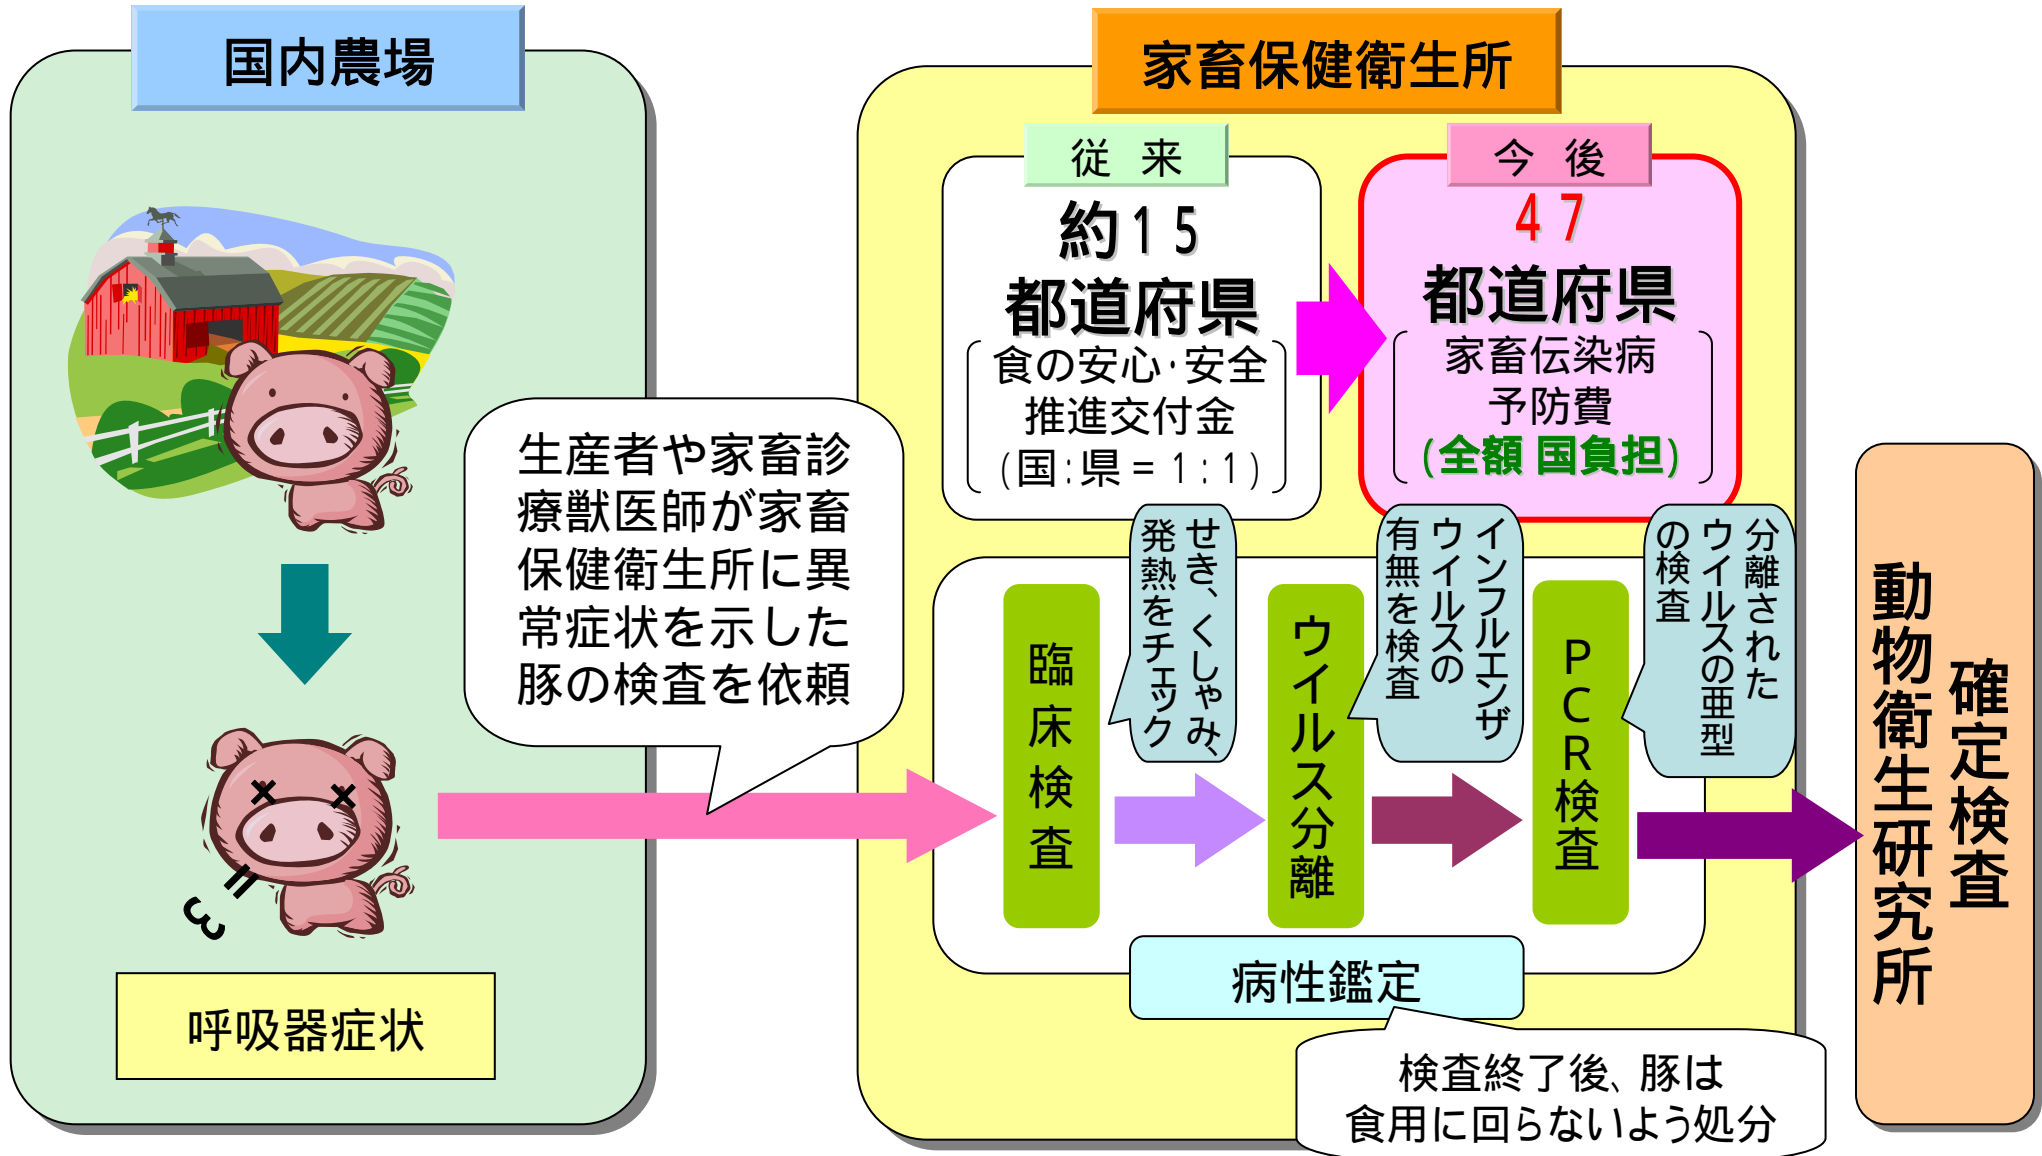 国内農場
呼吸器症状
生産者や家畜診
療獣医師が家畜
保健衛生所に異
常症状を示した
豚の検査を依頼
家畜保健衛生所
従 来
約15
都道府県
食の安心・安全
推進交付金
(国:県=1:1)
今 後
47
都道府県
家畜伝染病
予防費
(全額 国負担)
臨床検査
せき、くしゃみ、
発熱をチェック
ウイルス分離
インフルエンザ
ウイルスの
有無を検査
PCR検査
分離された
ウイルスの亜型
の検査
病性鑑定
検査終了後、豚は
食用に回らないよう処分
確定検査
動物衛生研究所